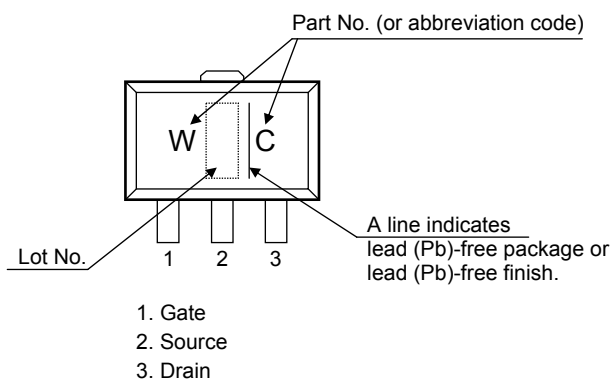 Part No. (or abbreviation code)
W C
A line indicates
lead (Pb)-free package or
lead (Pb)-free finish.
Lot No.
1 2 3
1. Gate
2. Source
3. Drain